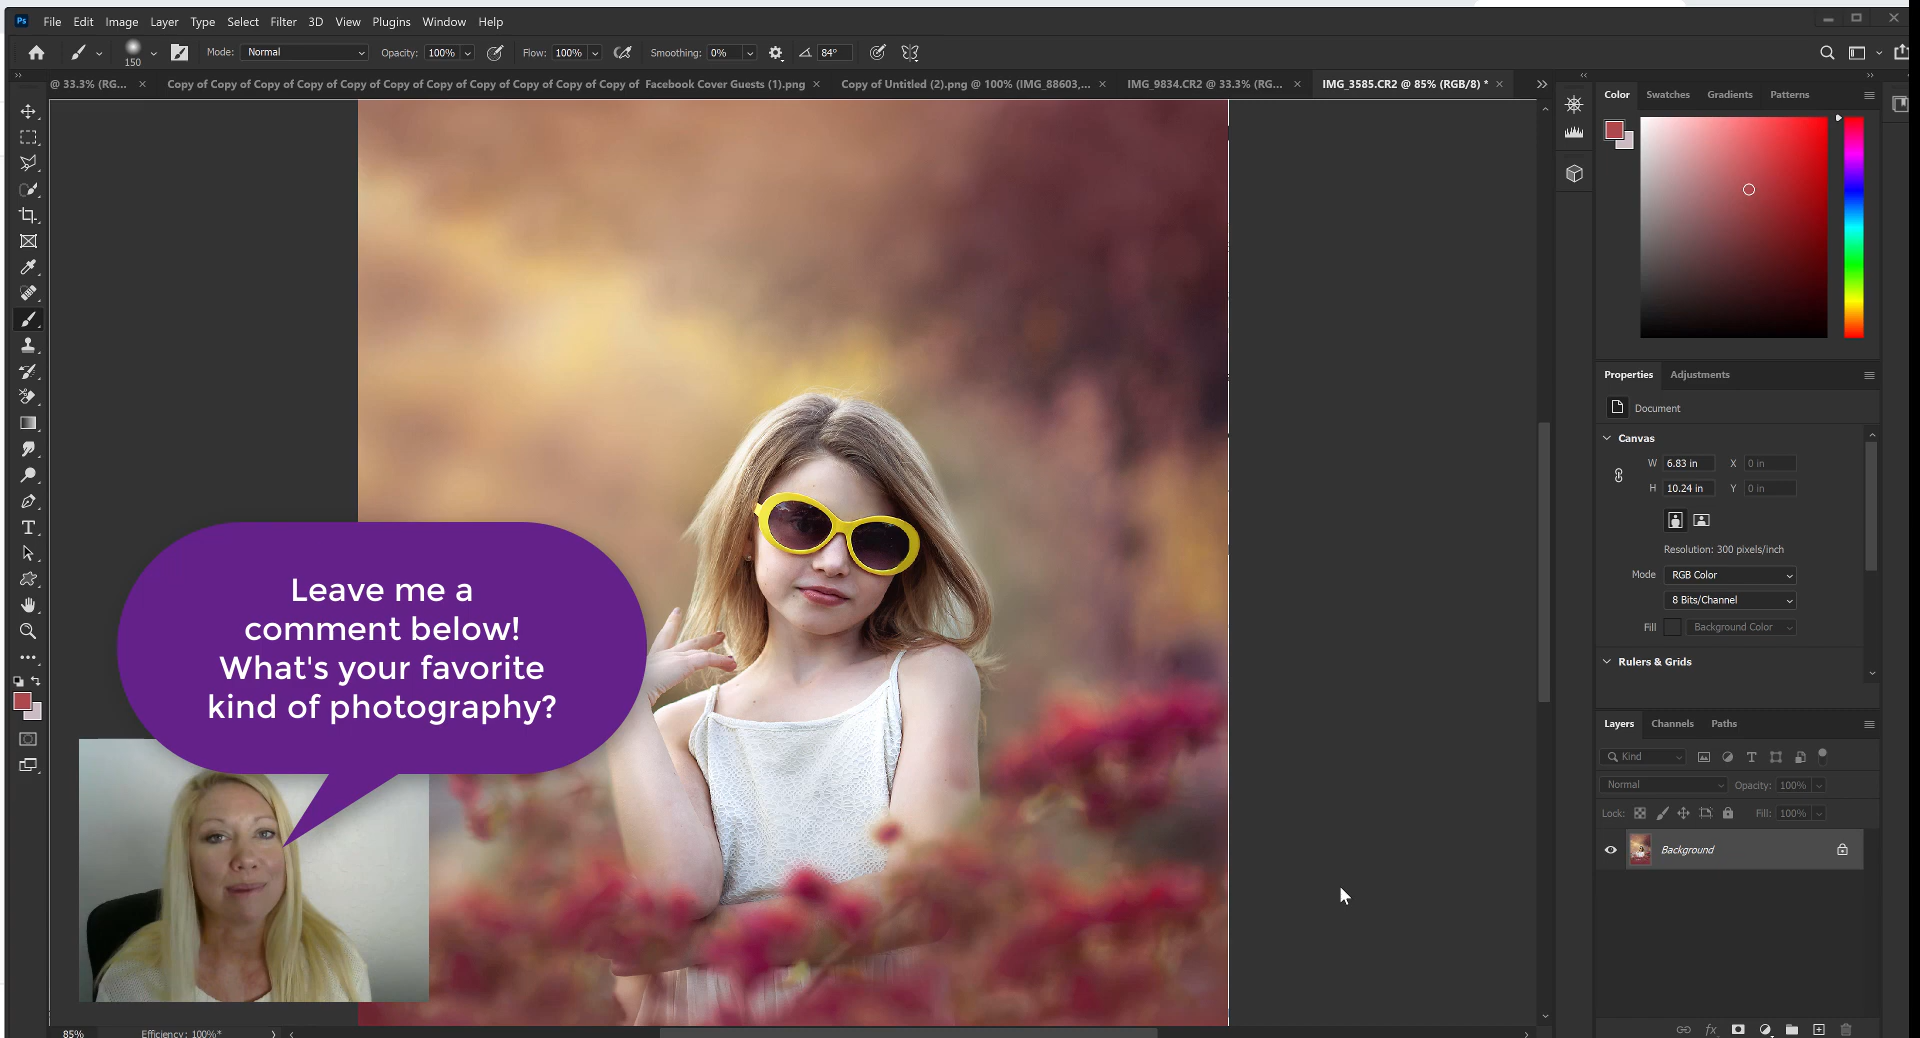 Ps File Edit Image Layer Type Select Filter 3D View Plugins Window Help
150 Mode: Normal Opacity: 100% Flow: 100% Smoothing: 0% 84°
@ 33.3% (RG... × Copy of Copy of Copy of Copy of Copy of Copy of Copy of Copy of Copy of Copy of Copy of Facebook Cover Guests (1).png × Copy of Untitled (2).png @ 100% (IMG_88603,... × IMG_9834.CR2 @ 33.3% (RG... × IMG_3585.CR2 @ 85% (RGB/8) * ×
Color Swatches Gradients Patterns
Properties Adjustments
Document
Canvas
W 6.83 in X 0 in
H 10.24 in Y 0 in
Resolution: 300 pixels/inch
Mode RGB Color
8 Bits/Channel
Fill Background Color
Rulers & Grids
Layers Channels Paths
Kind
Normal Opacity: 100%
Lock: Fill: 100%
Background
fx
Leave me a
comment below!
What's your favorite
kind of photography?
85% Efficiency: 100%*